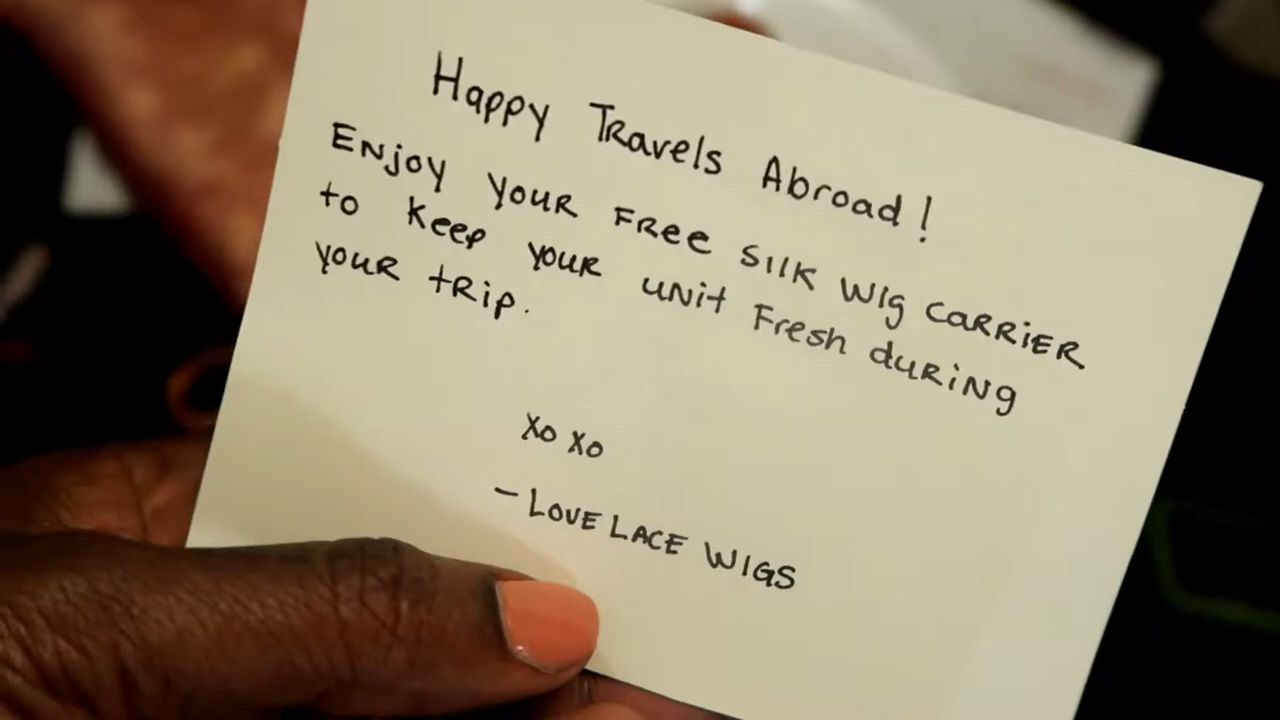 Happy Travels Abroad!
Enjoy your free silk wig carrier
to keep your unit fresh during
your trip.
Xo Xo
- LOVE LACE WIGS